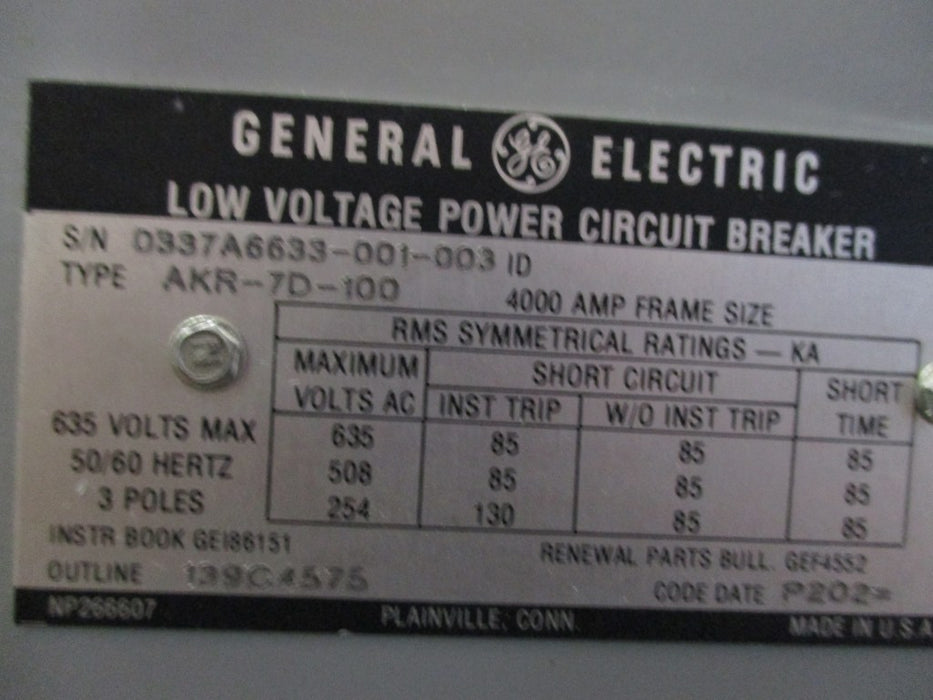 GENERAL GE ELECTRIC
LOW VOLTAGE POWER CIRCUIT BREAKER
S/N 0337A6633-001-003 ID
TYPE AKR-7D-100 4000 AMP FRAME SIZE
RMS SYMMETRICAL RATINGS — KA
MAXIMUM VOLTS AC
SHORT CIRCUIT
INST TRIP W/O INST TRIP
SHORT TIME
635 85 85 85
508 85 85 85
254 130 85 85
635 VOLTS MAX
50/60 HERTZ
3 POLES
INSTR BOOK GEI86151 RENEWAL PARTS BULL. GEF4552
OUTLINE 139C4575 CODE DATE P202*
NP266607 PLAINVILLE, CONN. MADE IN U.S.A